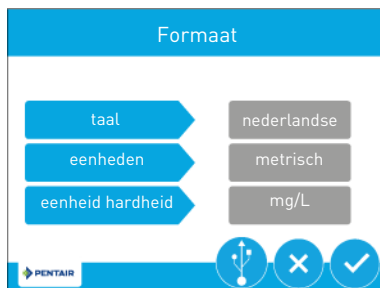 Formaat
taal nederlandse
eenheden metrisch
eenheid hardheid mg/L
PENTAIR